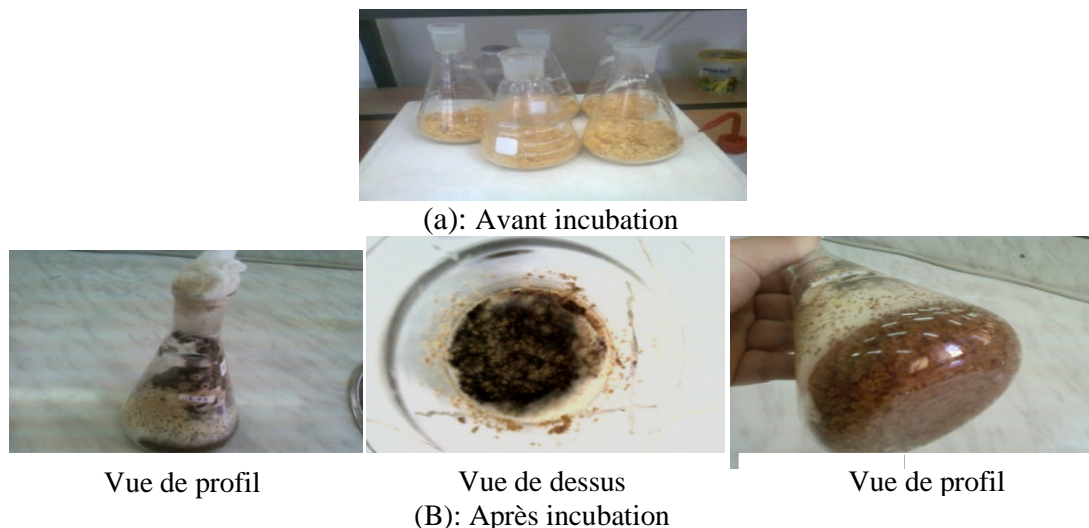 (a): Avant incubation
Vue de profil
Vue de dessus
Vue de profil
(B): Après incubation